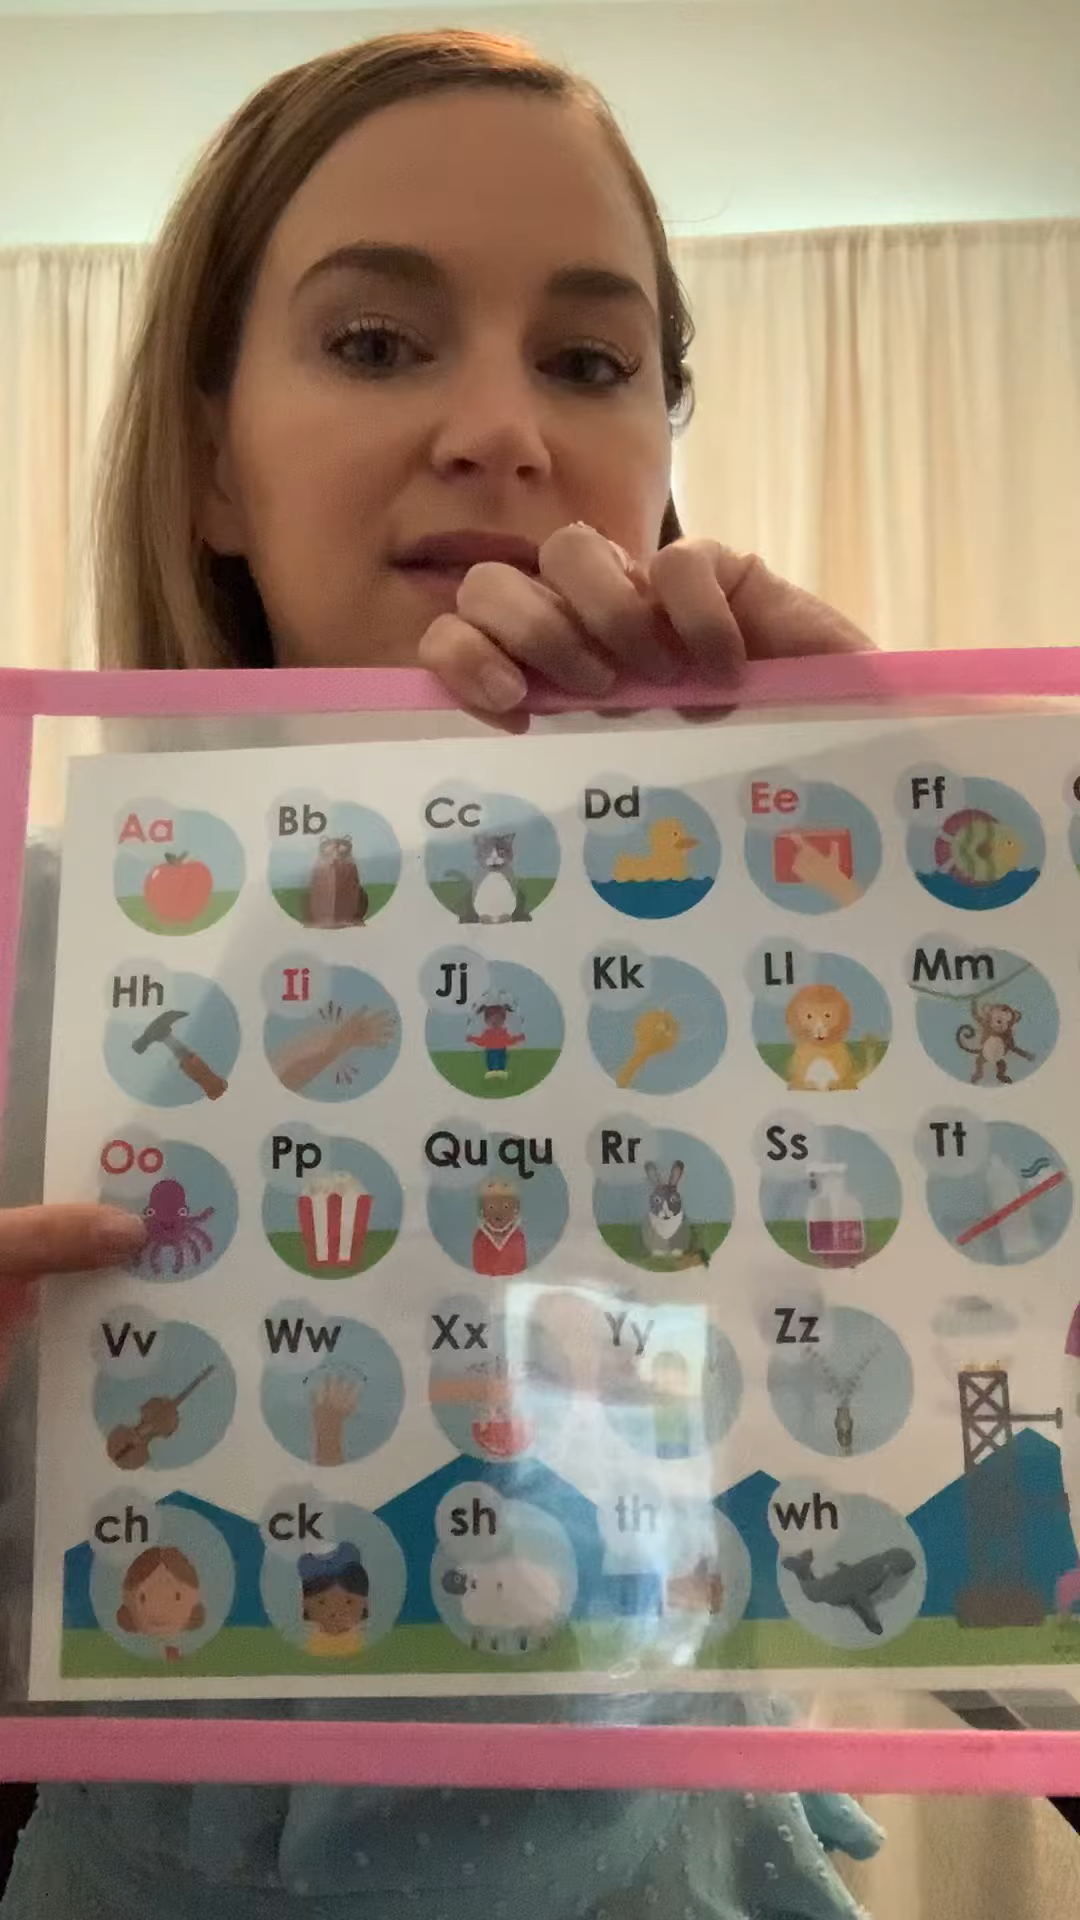 Aa Bb Cc Dd Ee Ff
Hh Ii Jj Kk Ll Mm
Oo Pp Qu qu Rr Ss Tt
Vv Ww Xx Yy Zz
ch ck sh th wh